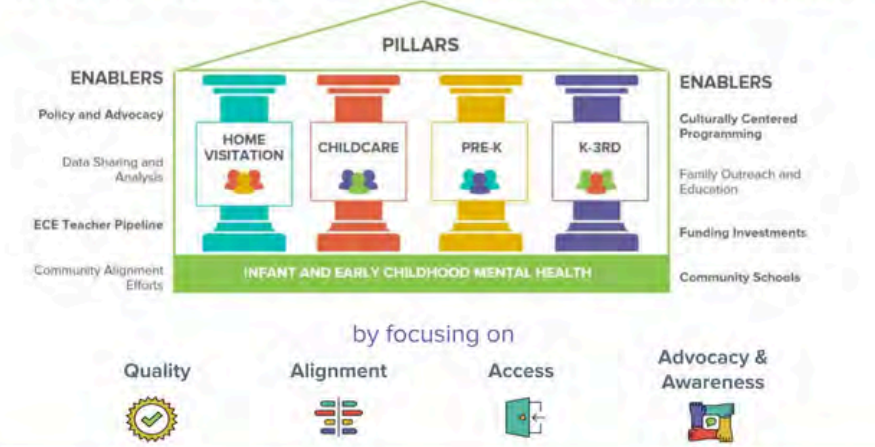 PILLARS
ENABLERS
Policy and Advocacy
Data Sharing and
Analysis
ECE Teacher Pipeline
Community Alignment
Efforts
HOME
VISITATION
CHILDCARE
PRE-K
K-3RD
INFANT AND EARLY CHILDHOOD MENTAL HEALTH
ENABLERS
Culturally Centered
Programming
Family Outreach and
Education
Funding Investments
Community Schools
by focusing on
Quality
Alignment
Access
Advocacy &
Awareness